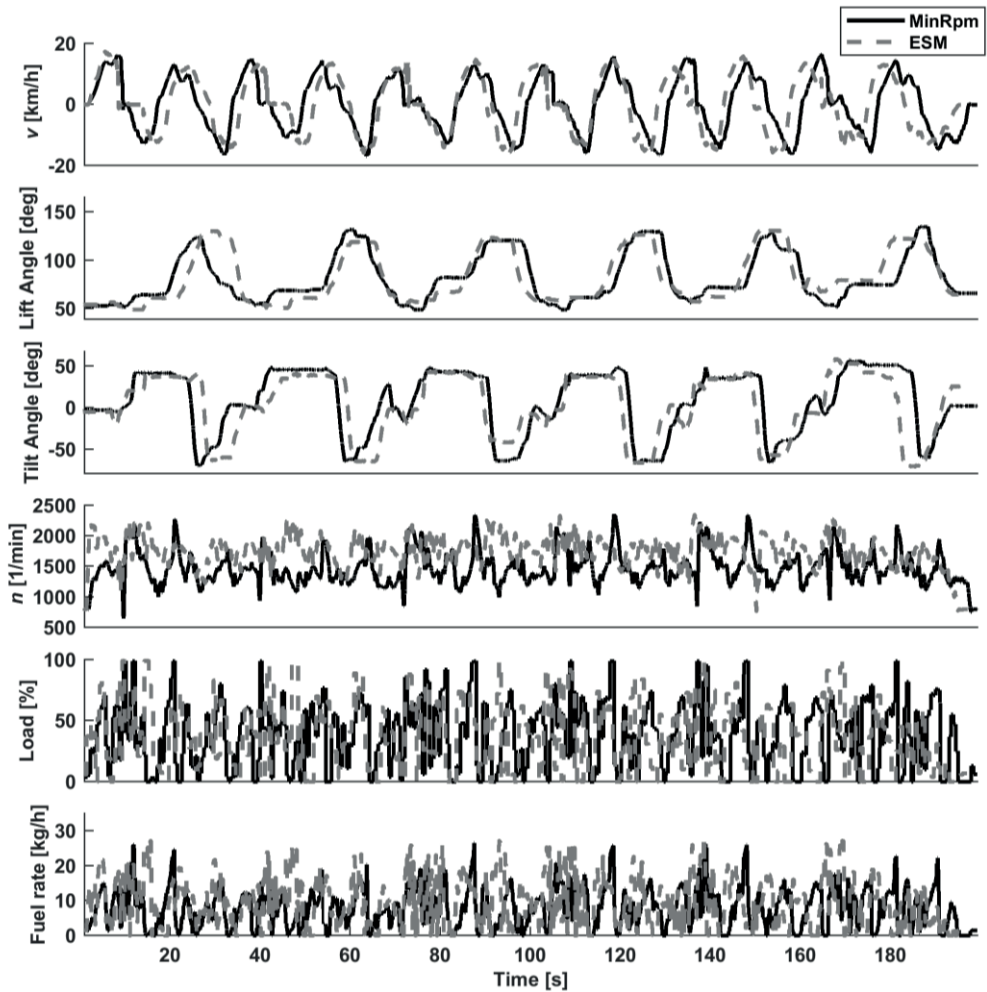 MinRpm
ESM
20
0
-20
v [km/h]
150
100
50
Lift Angle [deg]
50
0
-50
Tilt Angle [deg]
2500
2000
1500
1000
500
n [1/min]
100
50
0
Load [%]
30
20
10
0
Fuel rate [kg/h]
20 40 60 80 100 120 140 160 180
Time [s]